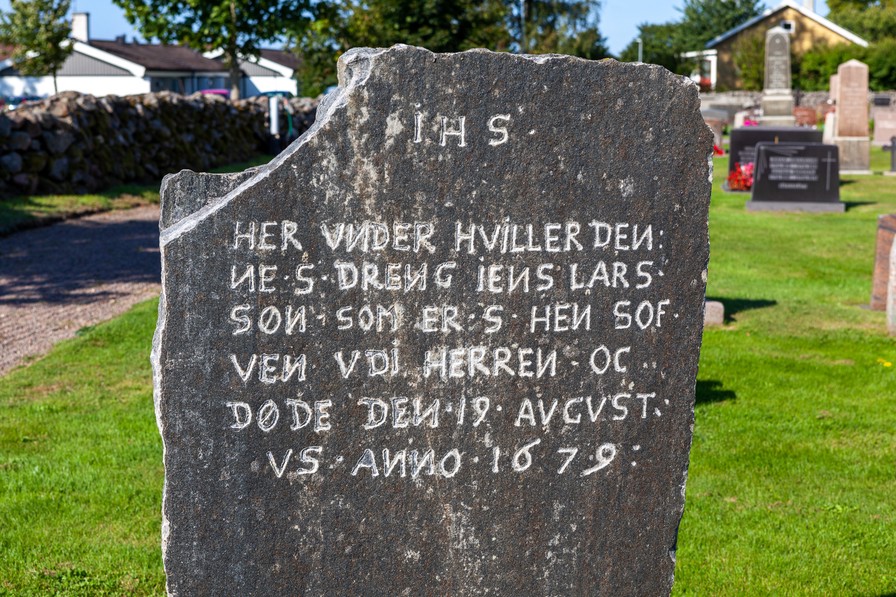 IHS
HER VNDER HVILLER DEN:
NE·S·DRENG IENS LARS·
SØN·SOM ER·S·HEN SOF·
VEN VDI HERREN·OC
DØDE DEN·19·AVGVST:
VS·ANNO·1679: